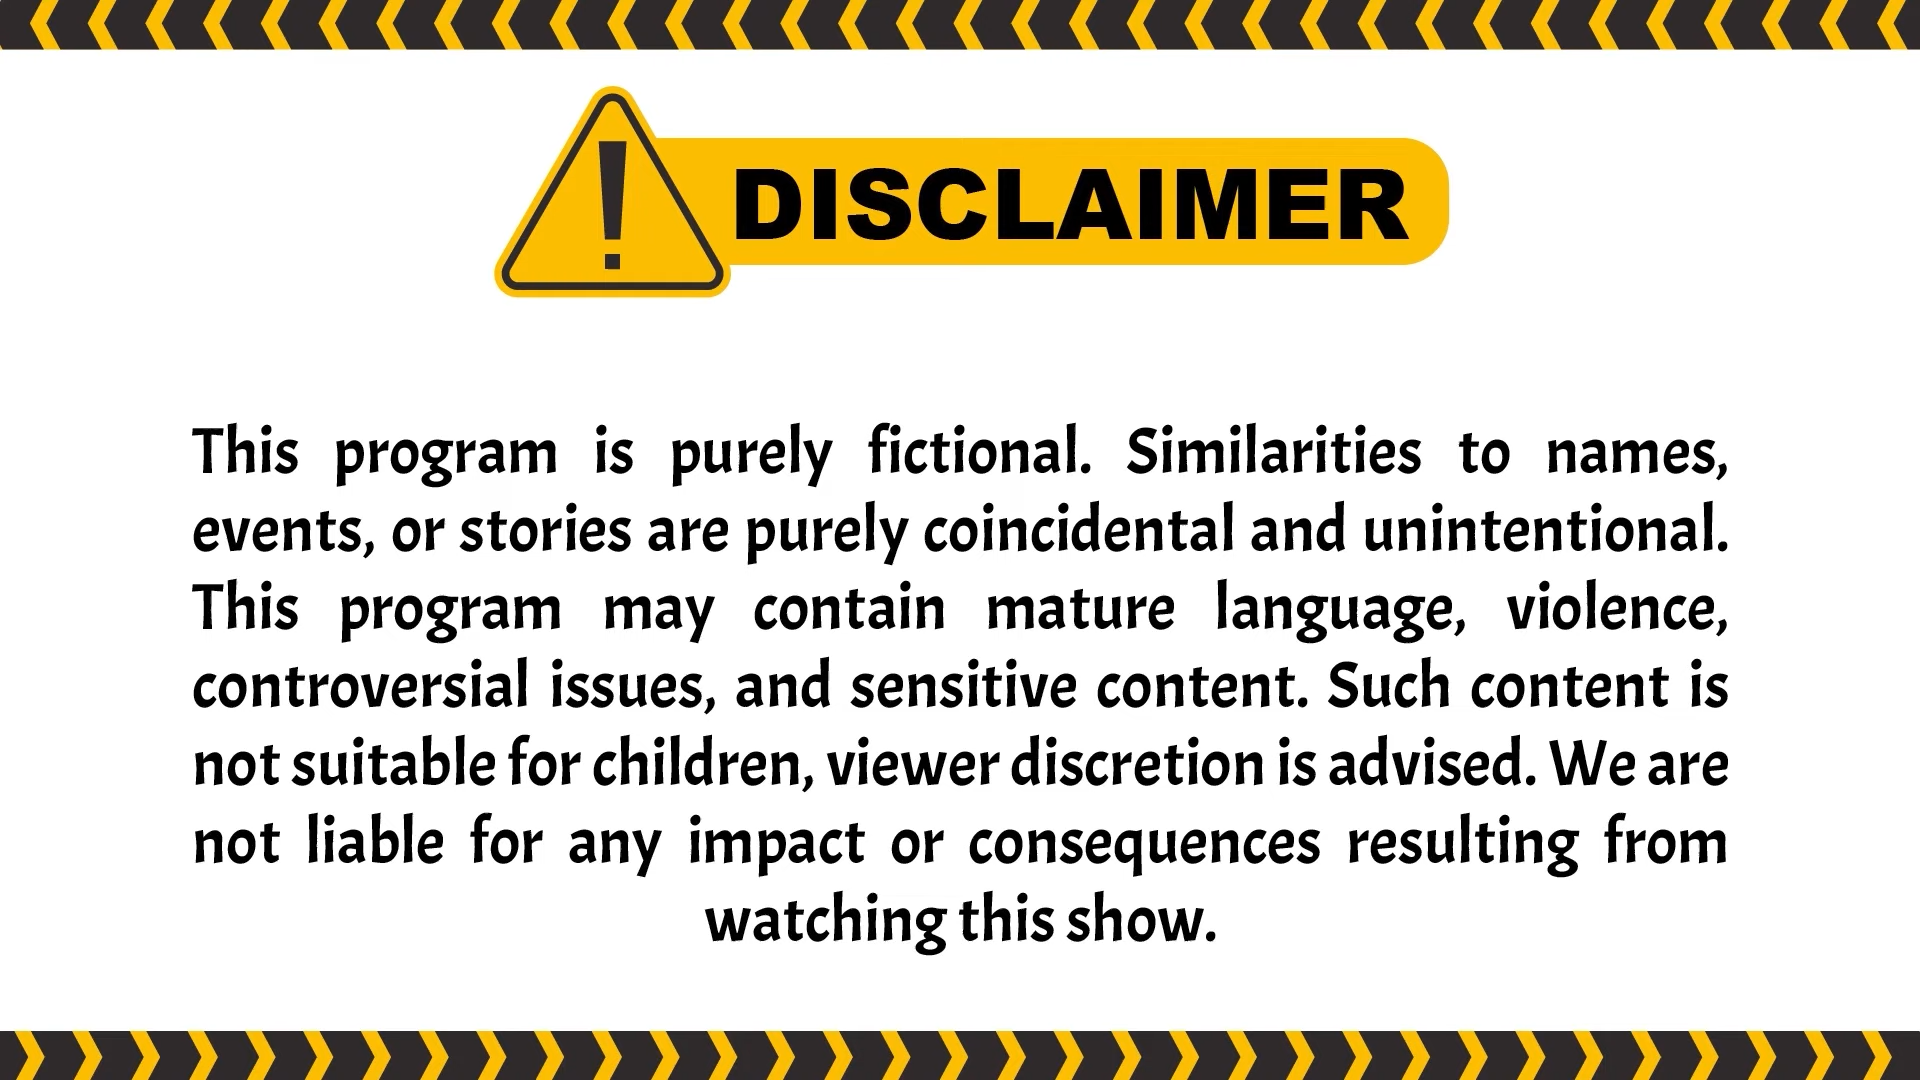 DISCLAIMER
This program is purely fictional. Similarities to names,
events, or stories are purely coincidental and unintentional.
This program may contain mature language, violence,
controversial issues, and sensitive content. Such content is
not suitable for children, viewer discretion is advised. We are
not liable for any impact or consequences resulting from
watching this show.